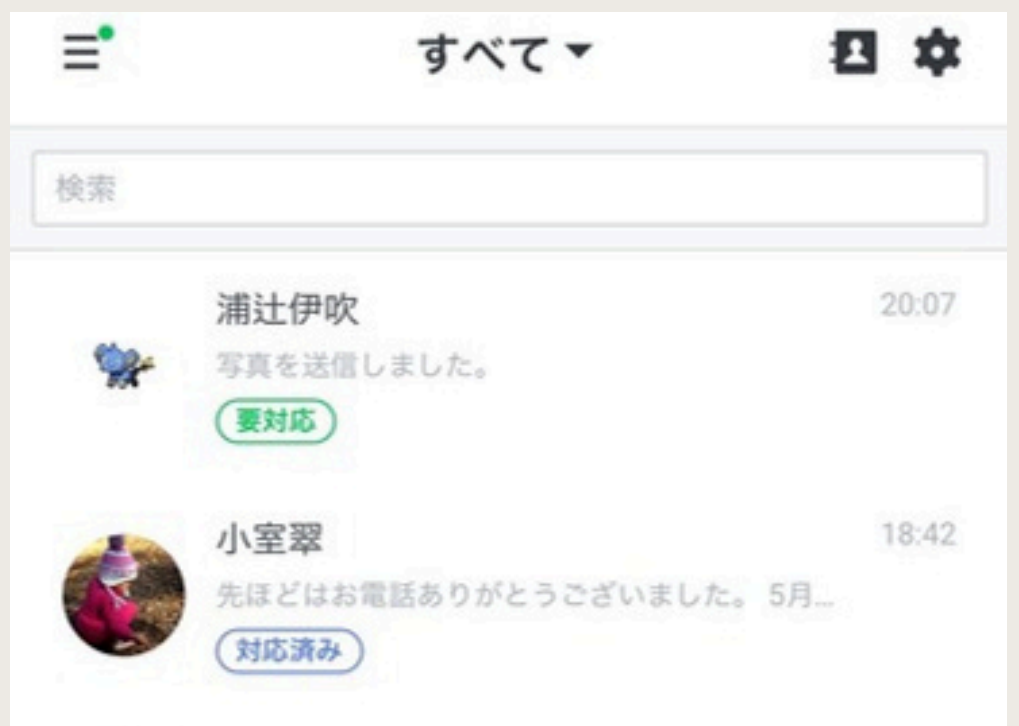 すべて
検索
浦辻伊吹
20:07
写真を送信しました。
要対応
小室翠
18:42
先ほどはお電話ありがとうございました。 5月...
対応済み